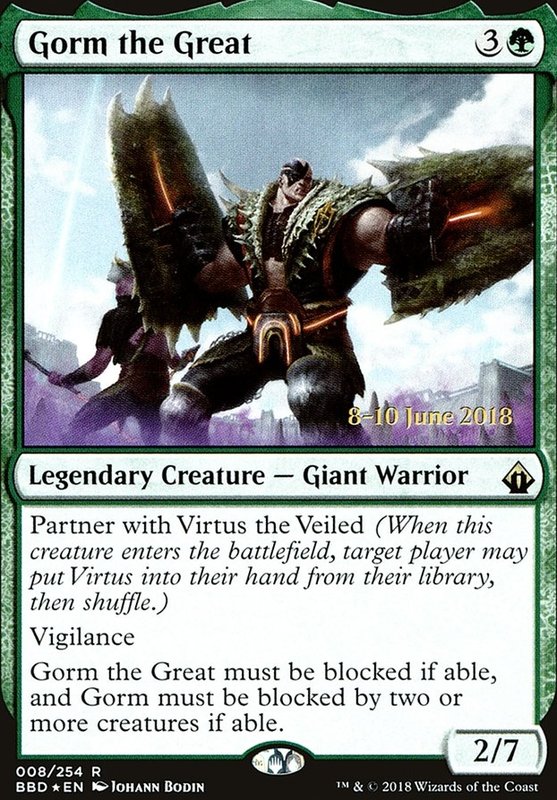 Gorm the Great 3
8–10 June 2018
Legendary Creature — Giant Warrior
Partner with Virtus the Veiled (When this
creature enters the battlefield, target player may
put Virtus into their hand from their library,
then shuffle.)
Vigilance
Gorm the Great must be blocked if able,
and Gorm must be blocked by two or
more creatures if able.
2/7
008/254 R
BBD ★ EN Johann Bodin
™ & © 2018 Wizards of the Coast